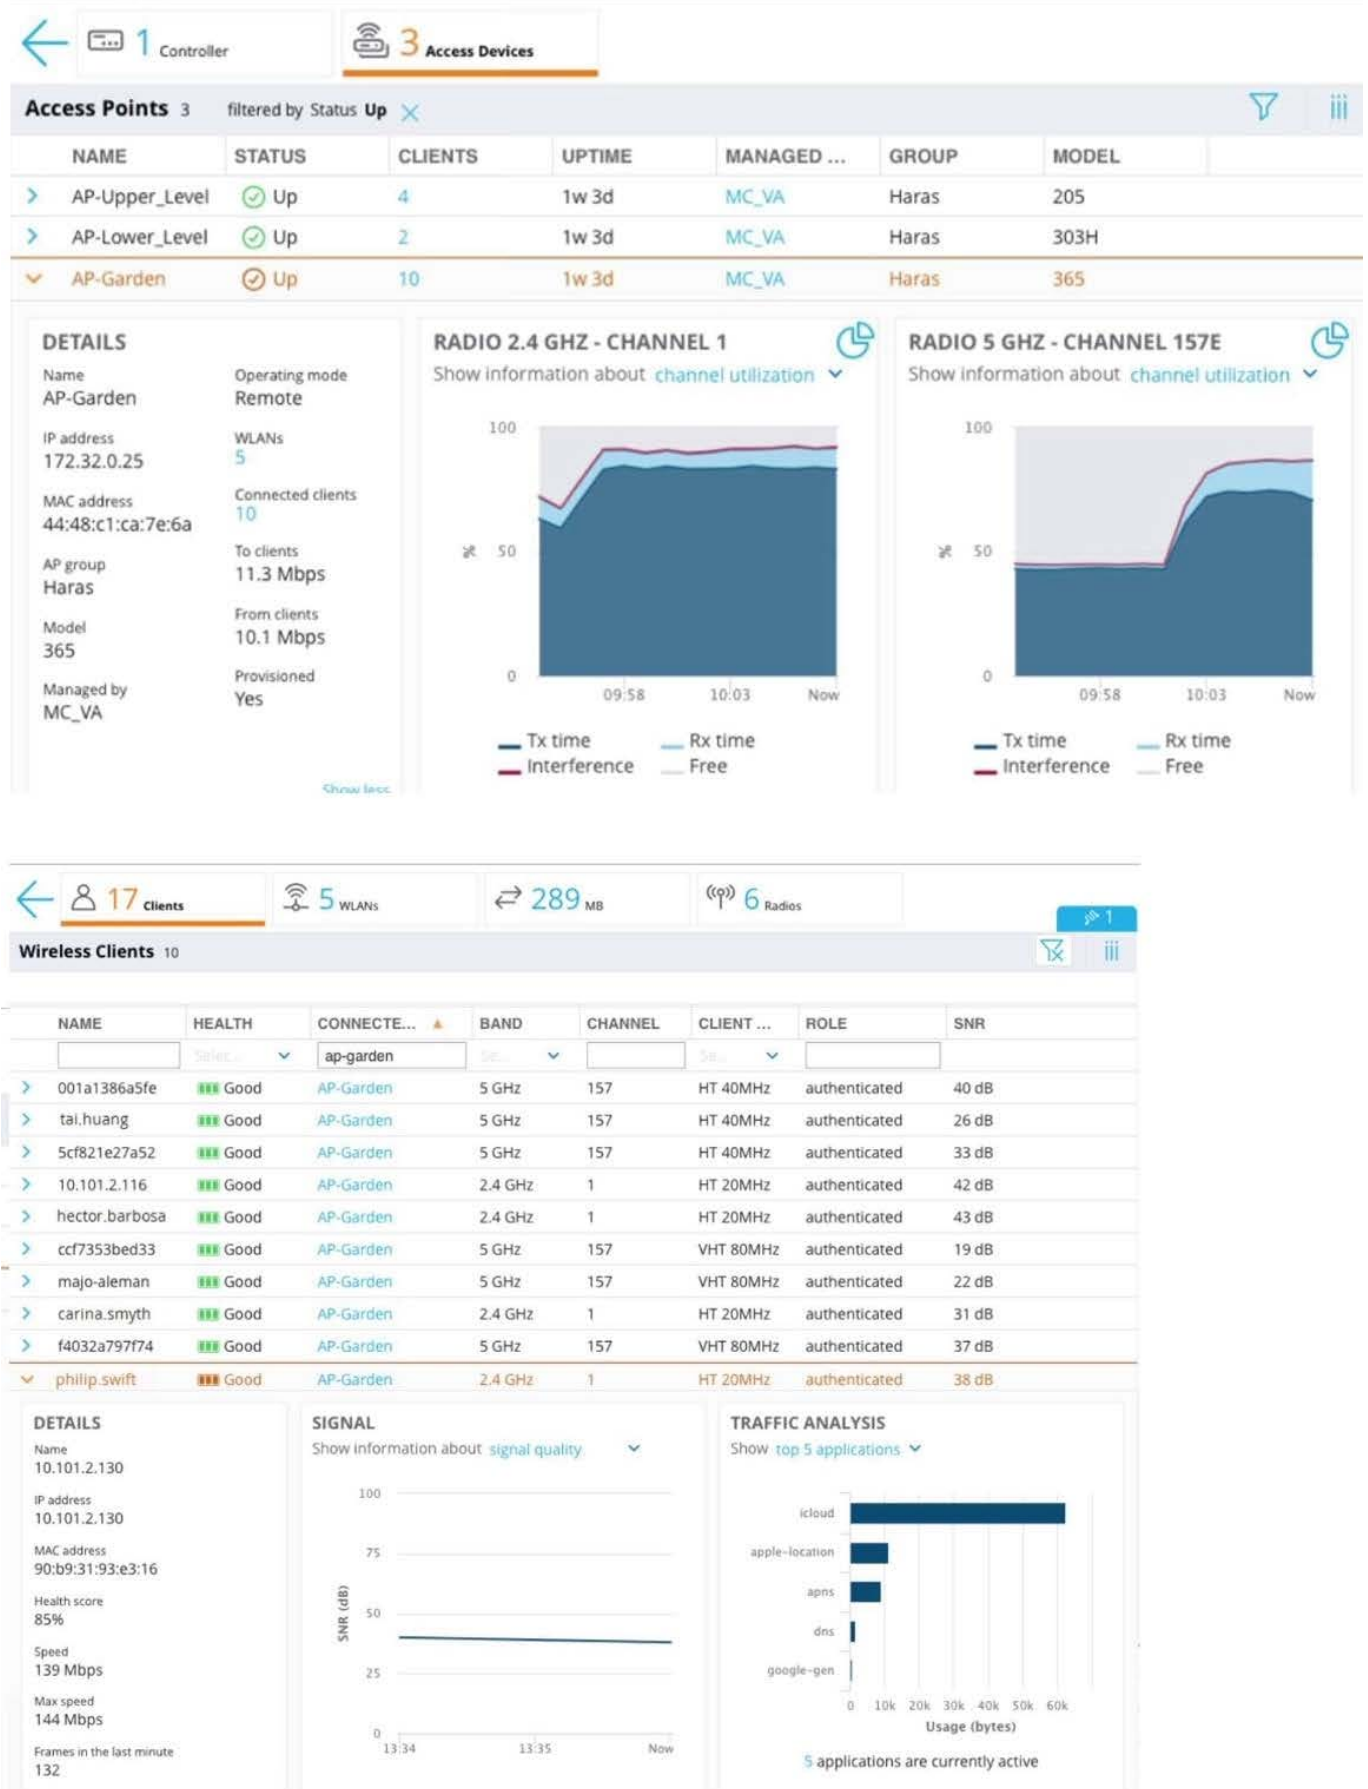 1 Controller 3 Access Devices
Access Points 3 filtered by Status Up
NAME STATUS CLIENTS UPTIME MANAGED ... GROUP MODEL
AP-Upper_Level Up 4 1w 3d MC_VA Haras 205
AP-Lower_Level Up 2 1w 3d MC_VA Haras 303H
AP-Garden Up 10 1w 3d MC_VA Haras 365
DETAILS
Name
AP-Garden
IP address
172.32.0.25
MAC address
44:48:c1:ca:7e:6a
AP group
Haras
Model
365
Managed by
MC_VA
Operating mode
Remote
WLANs
5
Connected clients
10
To clients
11.3 Mbps
From clients
10.1 Mbps
Provisioned
Yes
Show less
RADIO 2.4 GHZ - CHANNEL 1
Show information about channel utilization
100
% 50
0
09:58 10:03 Now
Tx time Rx time
Interference Free
RADIO 5 GHZ - CHANNEL 157E
Show information about channel utilization
100
% 50
0
09:58 10:03 Now
Tx time Rx time
Interference Free
17 Clients 5 WLANs 289 MB 6 Radios
1
Wireless Clients 10
NAME HEALTH CONNECTE... BAND CHANNEL CLIENT ... ROLE SNR
Selec... ap-garden Se... Se...
001a1386a5fe Good AP-Garden 5 GHz 157 HT 40MHz authenticated 40 dB
tai.huang Good AP-Garden 5 GHz 157 HT 40MHz authenticated 26 dB
5cf821e27a52 Good AP-Garden 5 GHz 157 HT 40MHz authenticated 33 dB
10.101.2.116 Good AP-Garden 2.4 GHz 1 HT 20MHz authenticated 42 dB
hector.barbosa Good AP-Garden 2.4 GHz 1 HT 20MHz authenticated 43 dB
ccf7353bed33 Good AP-Garden 5 GHz 157 VHT 80MHz authenticated 19 dB
majo-aleman Good AP-Garden 5 GHz 157 VHT 80MHz authenticated 22 dB
carina.smyth Good AP-Garden 2.4 GHz 1 HT 20MHz authenticated 31 dB
f4032a797f74 Good AP-Garden 5 GHz 157 VHT 80MHz authenticated 37 dB
philip.swift Good AP-Garden 2.4 GHz 1 HT 20MHz authenticated 38 dB
DETAILS
Name
10.101.2.130
IP address
10.101.2.130
MAC address
90:b9:31:93:e3:16
Health score
85%
Speed
139 Mbps
Max speed
144 Mbps
Frames in the last minute
132
SIGNAL
Show information about signal quality
100
75
50
25
0
SNR (dB)
13:34 13:35 Now
TRAFFIC ANALYSIS
Show top 5 applications
icloud
apple-location
apns
dns
google-gen
0 10k 20k 30k 40k 50k 60k
Usage (bytes)
5 applications are currently active